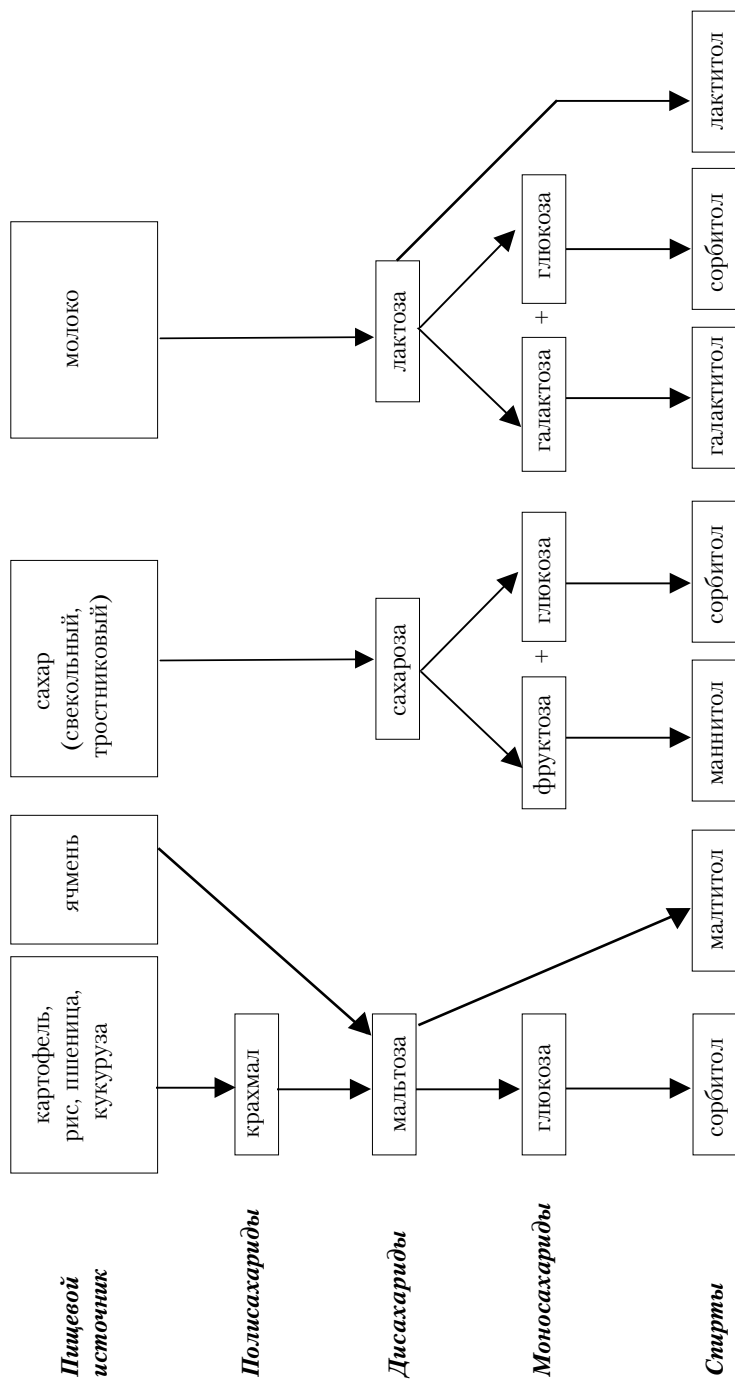 Пищевой
источник
картофель,
рис, пшеница,
кукуруза
ячмень
сахар
(свекольный,
тростниковый)
молоко
Полисахариды
крахмал
Дисахариды
мальтоза
сахароза
лактоза
Моносахариды
глюкоза
фруктоза + глюкоза
галактоза + глюкоза
Спирты
сорбитол
малтитол
маннитол
сорбитол
галактитол
сорбитол
лактитол